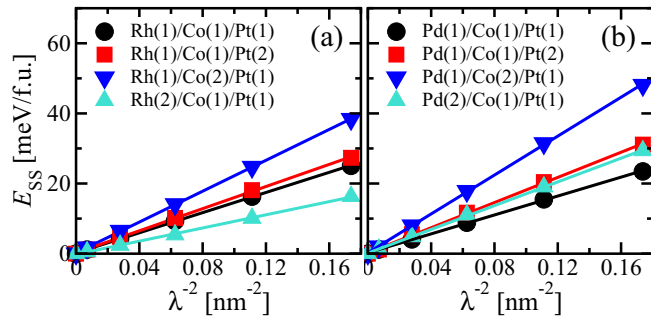 60
40
20
0
E_SS [meV/f.u.]
Rh(1)/Co(1)/Pt(1)
Rh(1)/Co(1)/Pt(2)
Rh(1)/Co(2)/Pt(1)
Rh(2)/Co(1)/Pt(1)
(a)
0 0.04 0.08 0.12 0.16
λ⁻² [nm⁻²]
Pd(1)/Co(1)/Pt(1)
Pd(1)/Co(1)/Pt(2)
Pd(1)/Co(2)/Pt(1)
Pd(2)/Co(1)/Pt(1)
(b)
0 0.04 0.08 0.12 0.16
λ⁻² [nm⁻²]